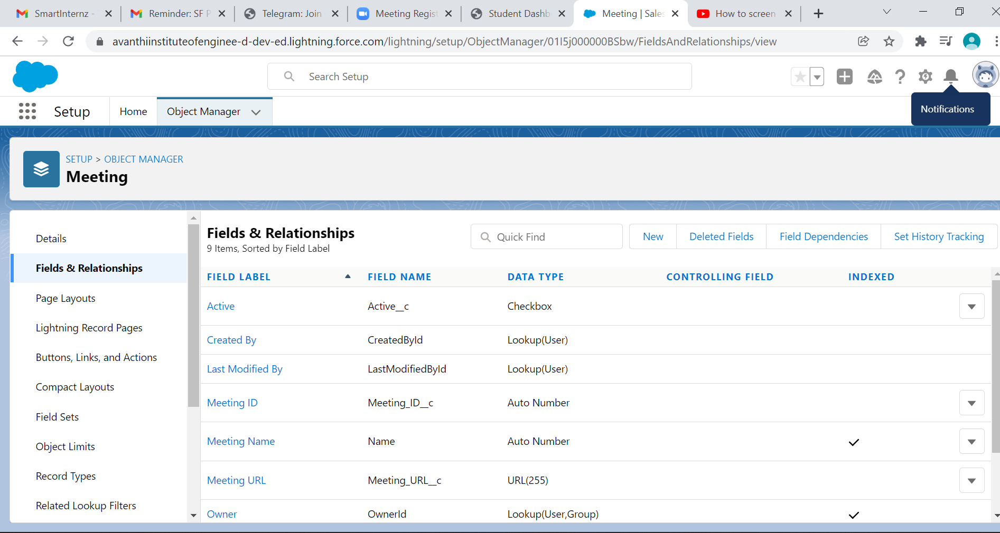 SmartInternz -
Reminder: SF P
Telegram: Join
Meeting Regist
Student Dashb
Meeting | Sales
How to screen
avanthiinstituteofenginee-d-dev-ed.lightning.force.com/lightning/setup/ObjectManager/01I5j000000BSbw/FieldsAndRelationships/view
Search Setup
Setup
Home
Object Manager
Notifications
SETUP > OBJECT MANAGER
Meeting
Details
Fields & Relationships
Page Layouts
Lightning Record Pages
Buttons, Links, and Actions
Compact Layouts
Field Sets
Object Limits
Record Types
Related Lookup Filters
Fields & Relationships
9 Items, Sorted by Field Label
Quick Find
New
Deleted Fields
Field Dependencies
Set History Tracking
FIELD LABEL FIELD NAME DATA TYPE CONTROLLING FIELD INDEXED
Active Active__c Checkbox
Created By CreatedById Lookup(User)
Last Modified By LastModifiedById Lookup(User)
Meeting ID Meeting_ID__c Auto Number
Meeting Name Name Auto Number
Meeting URL Meeting_URL__c URL(255)
Owner OwnerId Lookup(User,Group)